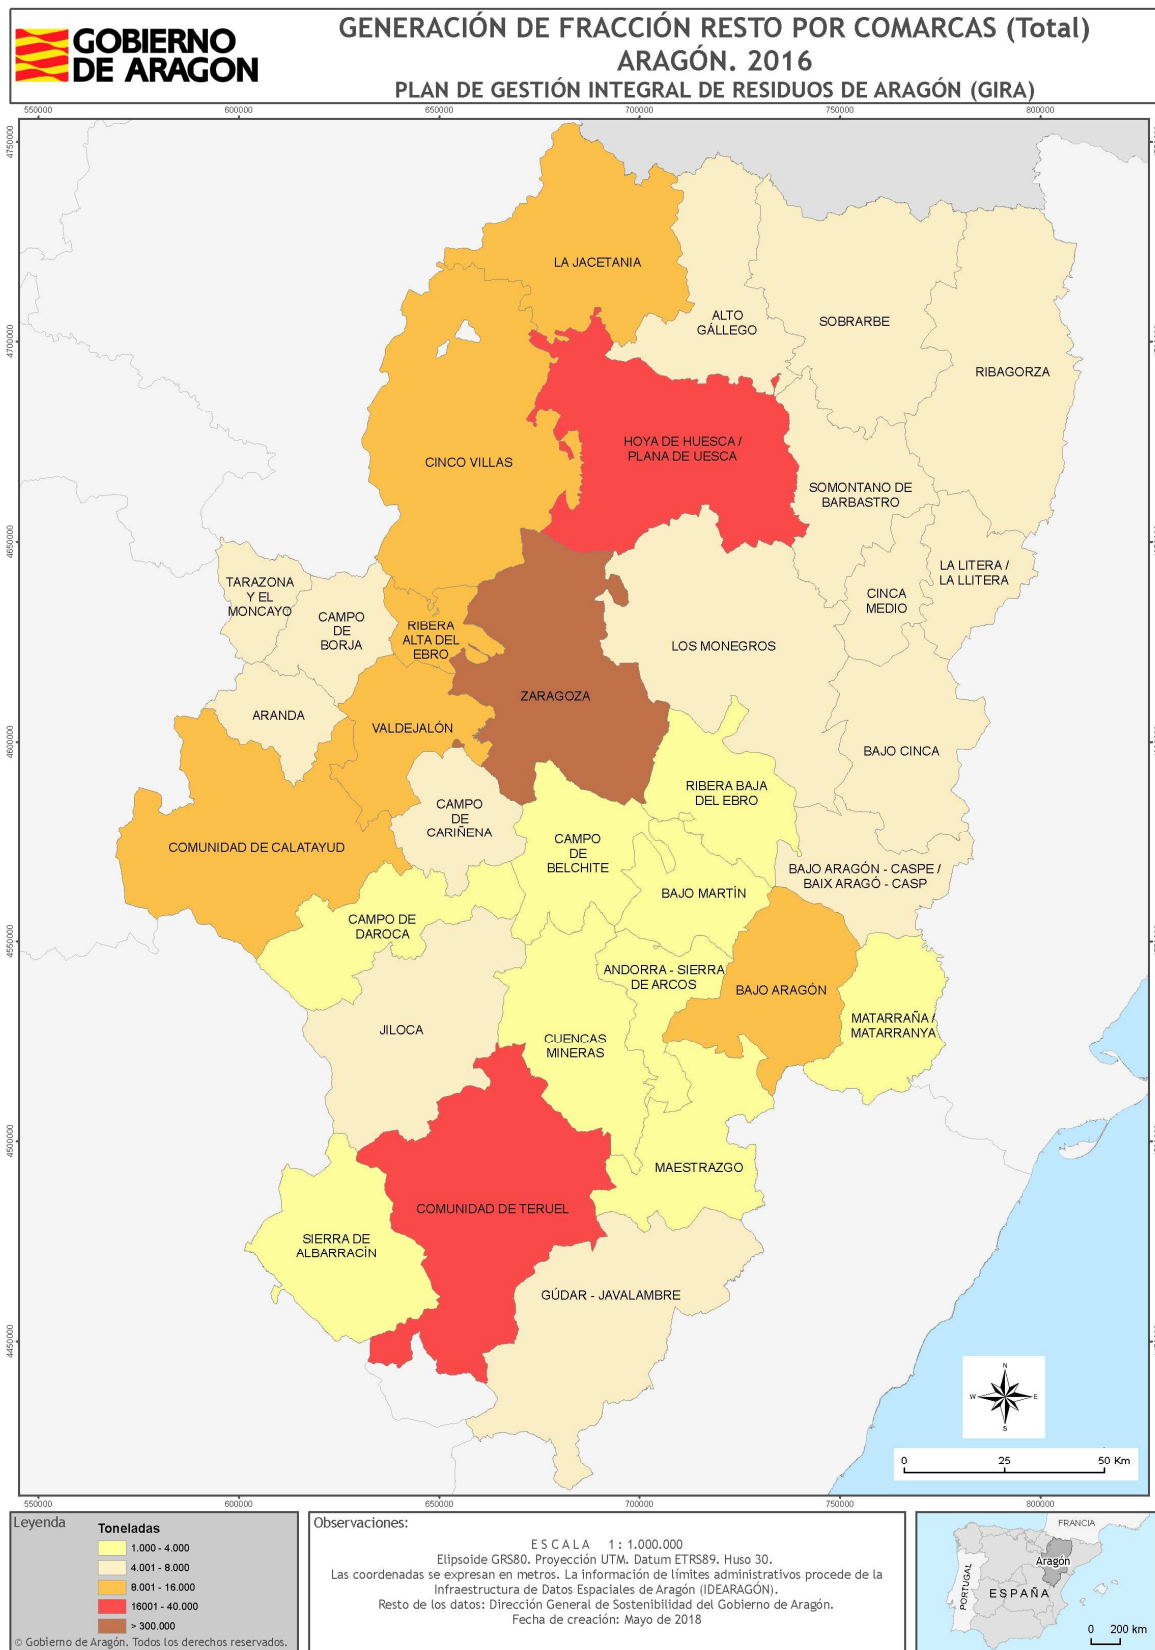 GOBIERNO
DE ARAGON
GENERACIÓN DE FRACCIÓN RESTO POR COMARCAS (Total)
ARAGÓN. 2016
PLAN DE GESTIÓN INTEGRAL DE RESIDUOS DE ARAGÓN (GIRA)
550000 600000 650000 700000 750000 800000
4750000
4700000
4650000
4600000
4550000
4500000
4450000
LA JACETANIA
ALTO
GÁLLEGO
SOBRARBE
RIBAGORZA
CINCO VILLAS
HOYA DE HUESCA /
PLANA DE UESCA
SOMONTANO DE
BARBASTRO
LA LITERA /
LA LLITERA
CINCA
MEDIO
TARAZONA
Y EL
MONCAYO
CAMPO
DE
BORJA
RIBERA
ALTA DEL
EBRO
LOS MONEGROS
ZARAGOZA
ARANDA
VALDEJALÓN
BAJO CINCA
RIBERA BAJA
DEL EBRO
CAMPO
DE
CARIÑENA
COMUNIDAD DE CALATAYUD
CAMPO
DE
BELCHITE
BAJO ARAGÓN - CASPE /
BAIX ARAGÓ - CASP
BAJO MARTÍN
CAMPO DE
DAROCA
ANDORRA - SIERRA
DE ARCOS
BAJO ARAGÓN
MATARRAÑA /
MATARRANYA
JILOCA
CUENCAS
MINERAS
MAESTRAZGO
COMUNIDAD DE TERUEL
SIERRA DE
ALBARRACÍN
GÚDAR - JAVALAMBRE
N
W E
S
0 25 50 Km
550000 600000 650000 700000 750000 800000
Leyenda
Toneladas
1.000 - 4.000
4.001 - 8.000
8.001 - 16.000
16001 - 40.000
> 300.000
© Gobierno de Aragón. Todos los derechos reservados.
Observaciones:
ESCALA 1: 1.000.000
Elipsoide GRS80. Proyección UTM. Datum ETRS89. Huso 30.
Las coordenadas se expresan en metros. La información de límites administrativos procede de la
Infraestructura de Datos Espaciales de Aragón (IDEARAGÓN).
Resto de los datos: Dirección General de Sostenibilidad del Gobierno de Aragón.
Fecha de creación: Mayo de 2018
FRANCIA
Aragón
PORTUGAL
ESPAÑA
0 200 km